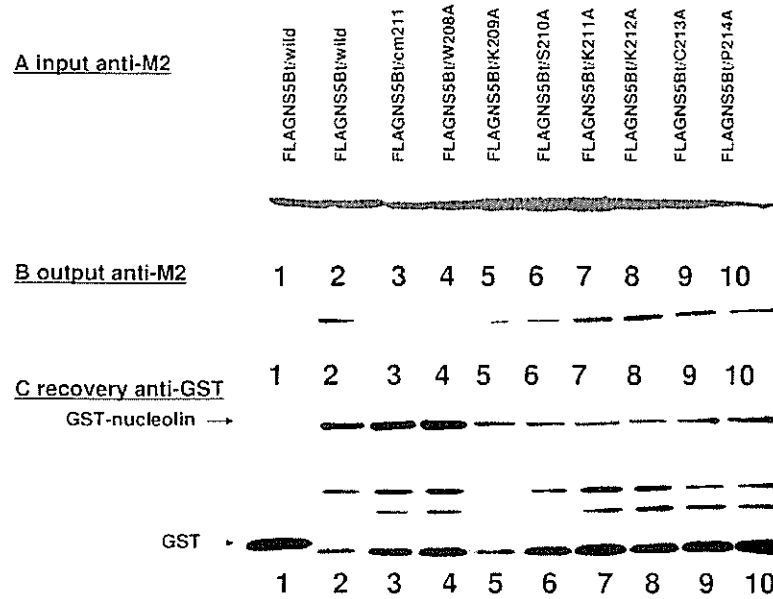 A input anti-M2
FLAGNS5Bt/wild
FLAGNS5Bt/wild
FLAGNS5Bt/cm211
FLAGNS5Bt/W208A
FLAGNS5Bt/K209A
FLAGNS5Bt/S210A
FLAGNS5Bt/K211A
FLAGNS5Bt/K212A
FLAGNS5Bt/C213A
FLAGNS5Bt/P214A
B output anti-M2
1 2 3 4 5 6 7 8 9 10
1 2 3 4 5 6 7 8 9 10
C recovery anti-GST
GST-nucleolin →
GST
1 2 3 4 5 6 7 8 9 10